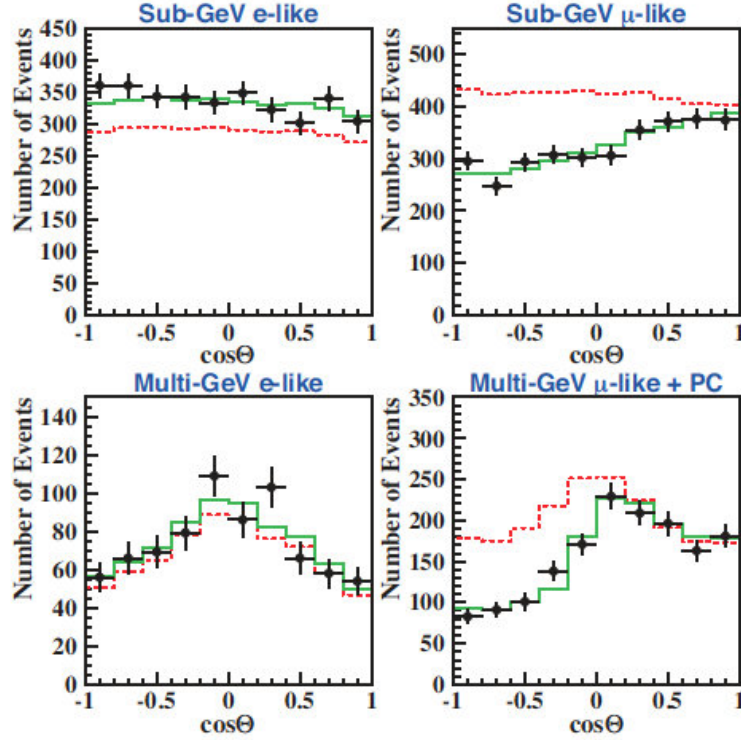 Sub-GeV e-like
Number of Events
450
400
350
300
250
200
150
100
50
0
-1 -0.5 0 0.5 1
cosΘ
Sub-GeV μ-like
Number of Events
500
400
300
200
100
0
-1 -0.5 0 0.5 1
cosΘ
Multi-GeV e-like
Number of Events
140
120
100
80
60
40
20
0
-1 -0.5 0 0.5 1
cosΘ
Multi-GeV μ-like + PC
Number of Events
350
300
250
200
150
100
50
0
-1 -0.5 0 0.5 1
cosΘ